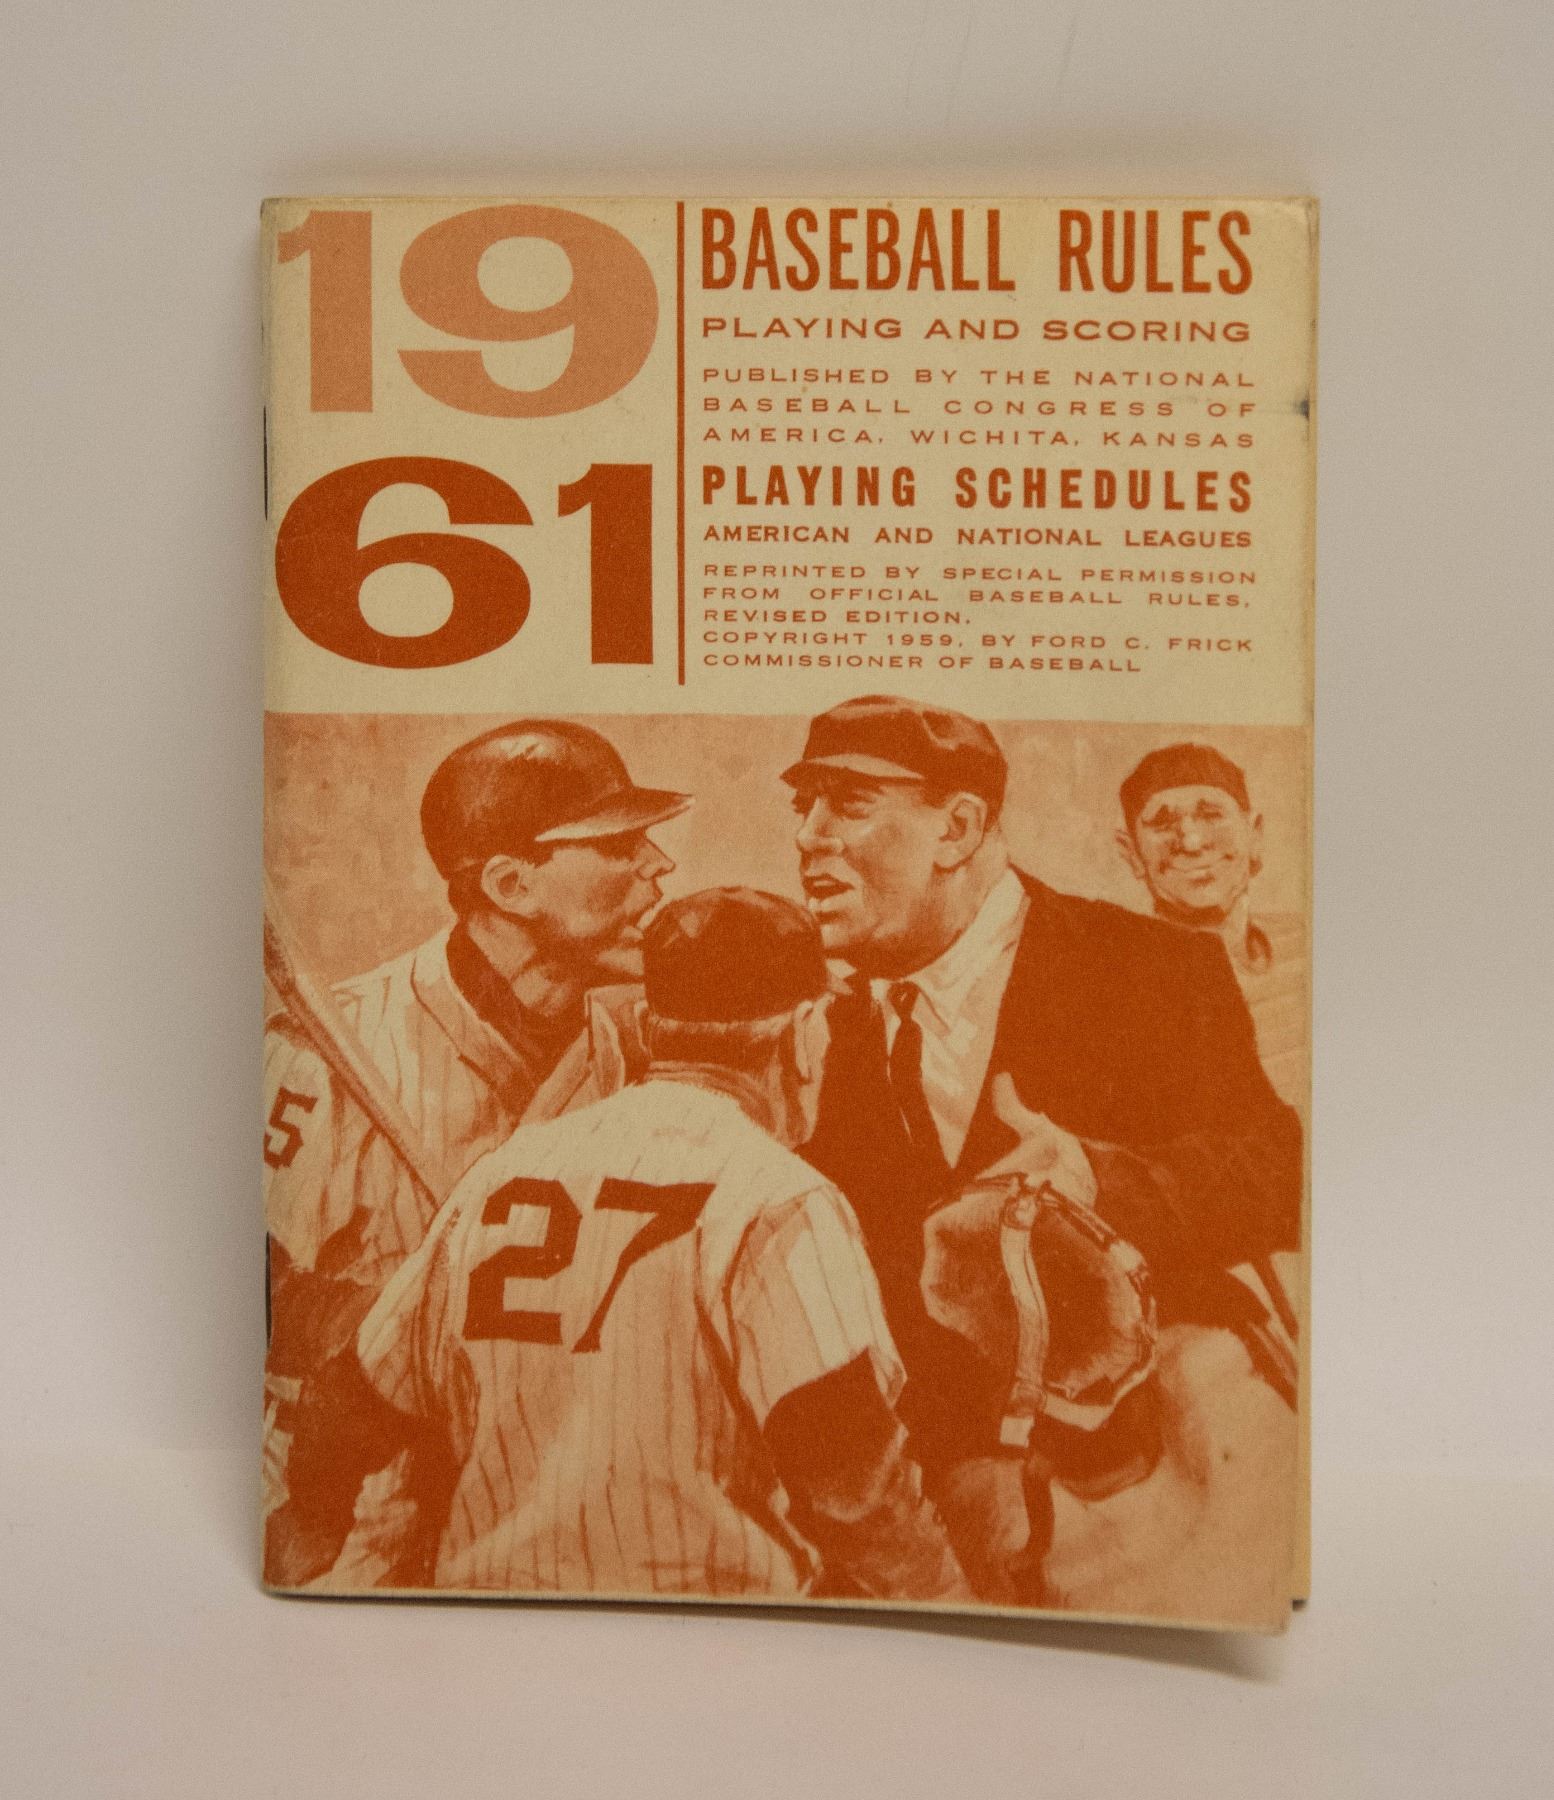 19
61
BASEBALL RULES
PLAYING AND SCORING
PUBLISHED BY THE NATIONAL
BASEBALL CONGRESS OF
AMERICA, WICHITA, KANSAS
PLAYING SCHEDULES
AMERICAN AND NATIONAL LEAGUES
REPRINTED BY SPECIAL PERMISSION
FROM OFFICIAL BASEBALL RULES,
REVISED EDITION,
COPYRIGHT 1959, BY FORD C. FRICK
COMMISSIONER OF BASEBALL
5
27